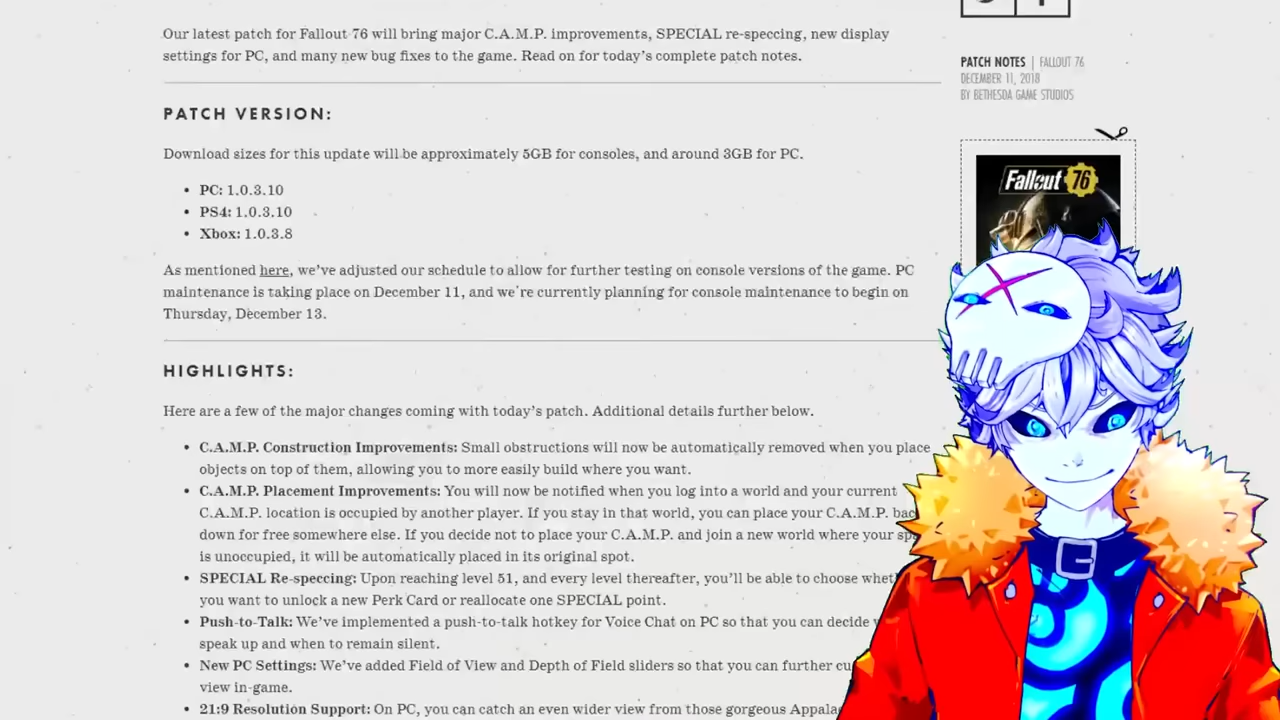 Our latest patch for Fallout 76 will bring major C.A.M.P. improvements, SPECIAL re-speccing, new display
settings for PC, and many new bug fixes to the game. Read on for today's complete patch notes.
PATCH VERSION:
Download sizes for this update will be approximately 5GB for consoles, and around 3GB for PC.
• PC: 1.0.3.10
• PS4: 1.0.3.10
• Xbox: 1.0.3.8
As mentioned here, we've adjusted our schedule to allow for further testing on console versions of the game. PC
maintenance is taking place on December 11, and we're currently planning for console maintenance to begin on
Thursday, December 13.
HIGHLIGHTS:
Here are a few of the major changes coming with today's patch. Additional details further below.
• C.A.M.P. Construction Improvements: Small obstructions will now be automatically removed when you place
objects on top of them, allowing you to more easily build where you want.
• C.A.M.P. Placement Improvements: You will now be notified when you log into a world and your current
C.A.M.P. location is occupied by another player. If you stay in that world, you can place your C.A.M.P.
down for free somewhere else. If you decide not to place your C.A.M.P. and join a new world where your
is unoccupied, it will be automatically placed in its original spot.
• SPECIAL Re-speccing: Upon reaching level 51, and every level thereafter, you'll be able to choose
you want to unlock a new Perk Card or reallocate one SPECIAL point.
• Push-to-Talk: We've implemented a push-to-talk hotkey for Voice Chat on PC so that you can decide
speak up and when to remain silent.
• New PC Settings: We've added Field of View and Depth of Field sliders so that you can further
view in-game.
• 21:9 Resolution Support: On PC, you can catch an even wider view from those gorgeous
PATCH NOTES | FALLOUT 76
DECEMBER 11, 2018
BY BETHESDA GAME STUDIOS
Fallout 76